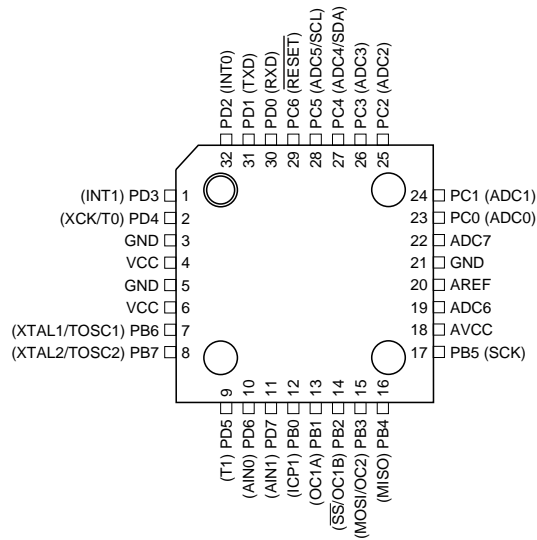 32 PD2 (INT0)
31 PD1 (TXD)
30 PD0 (RXD)
29 PC6 (RESET)
28 PC5 (ADC5/SCL)
27 PC4 (ADC4/SDA)
26 PC3 (ADC3)
25 PC2 (ADC2)
(INT1) PD3 1
(XCK/T0) PD4 2
GND 3
VCC 4
GND 5
VCC 6
(XTAL1/TOSC1) PB6 7
(XTAL2/TOSC2) PB7 8
24 PC1 (ADC1)
23 PC0 (ADC0)
22 ADC7
21 GND
20 AREF
19 ADC6
18 AVCC
17 PB5 (SCK)
(T1) PD5 9
(AIN0) PD6 10
(AIN1) PD7 11
(ICP1) PB0 12
(OC1A) PB1 13
(SS/OC1B) PB2 14
(MOSI/OC2) PB3 15
(MISO) PB4 16